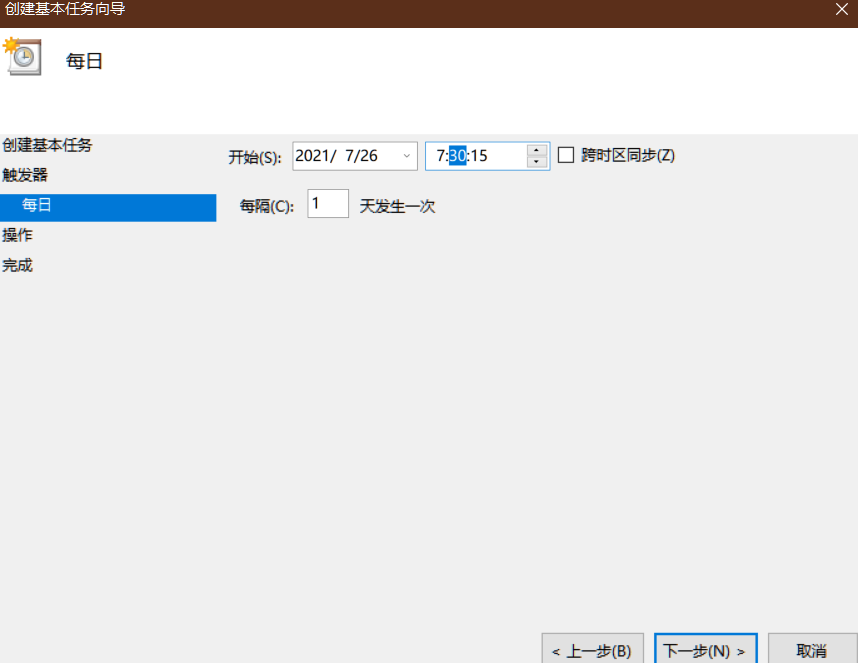 创建基本任务向导
每日
创建基本任务
开始(S): 2021/ 7/26 7:30:15 跨时区同步(Z)
触发器
每日
每隔(C): 1 天发生一次
操作
完成
< 上一步(B) 下一步(N) > 取消